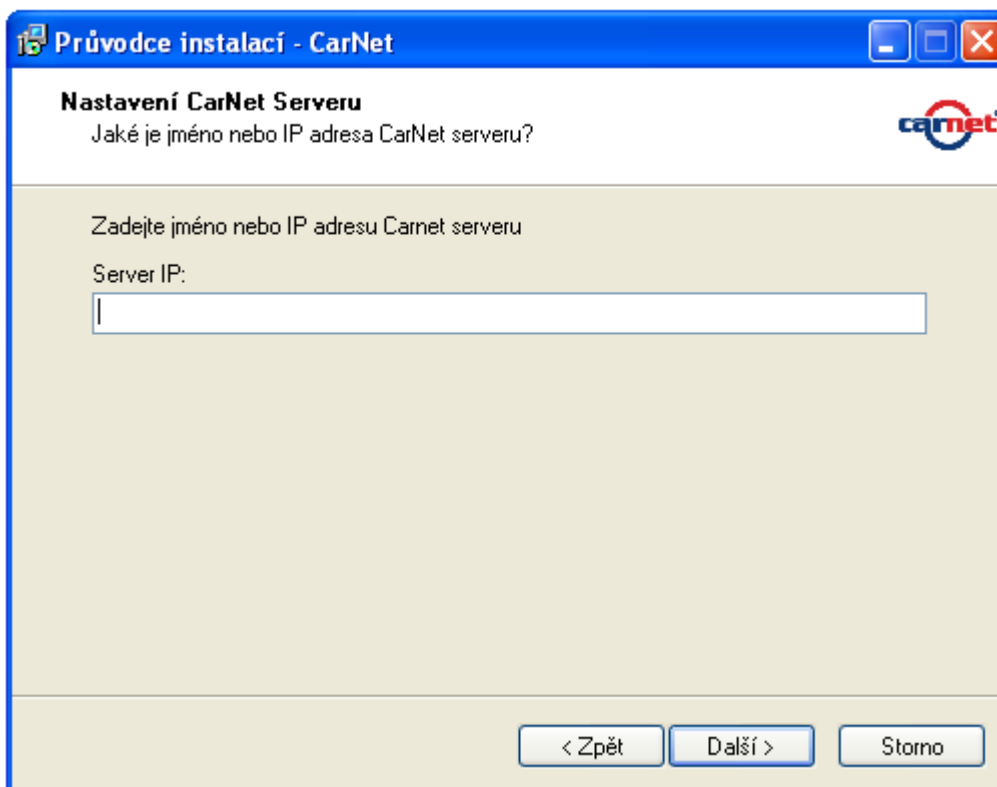 Průvodce instalací - CarNet
Nastavení CarNet Serveru
Jaké je jméno nebo IP adresa CarNet serveru?
carnet
Zadejte jméno nebo IP adresu Carnet serveru
Server IP:
< Zpět
Další >
Storno